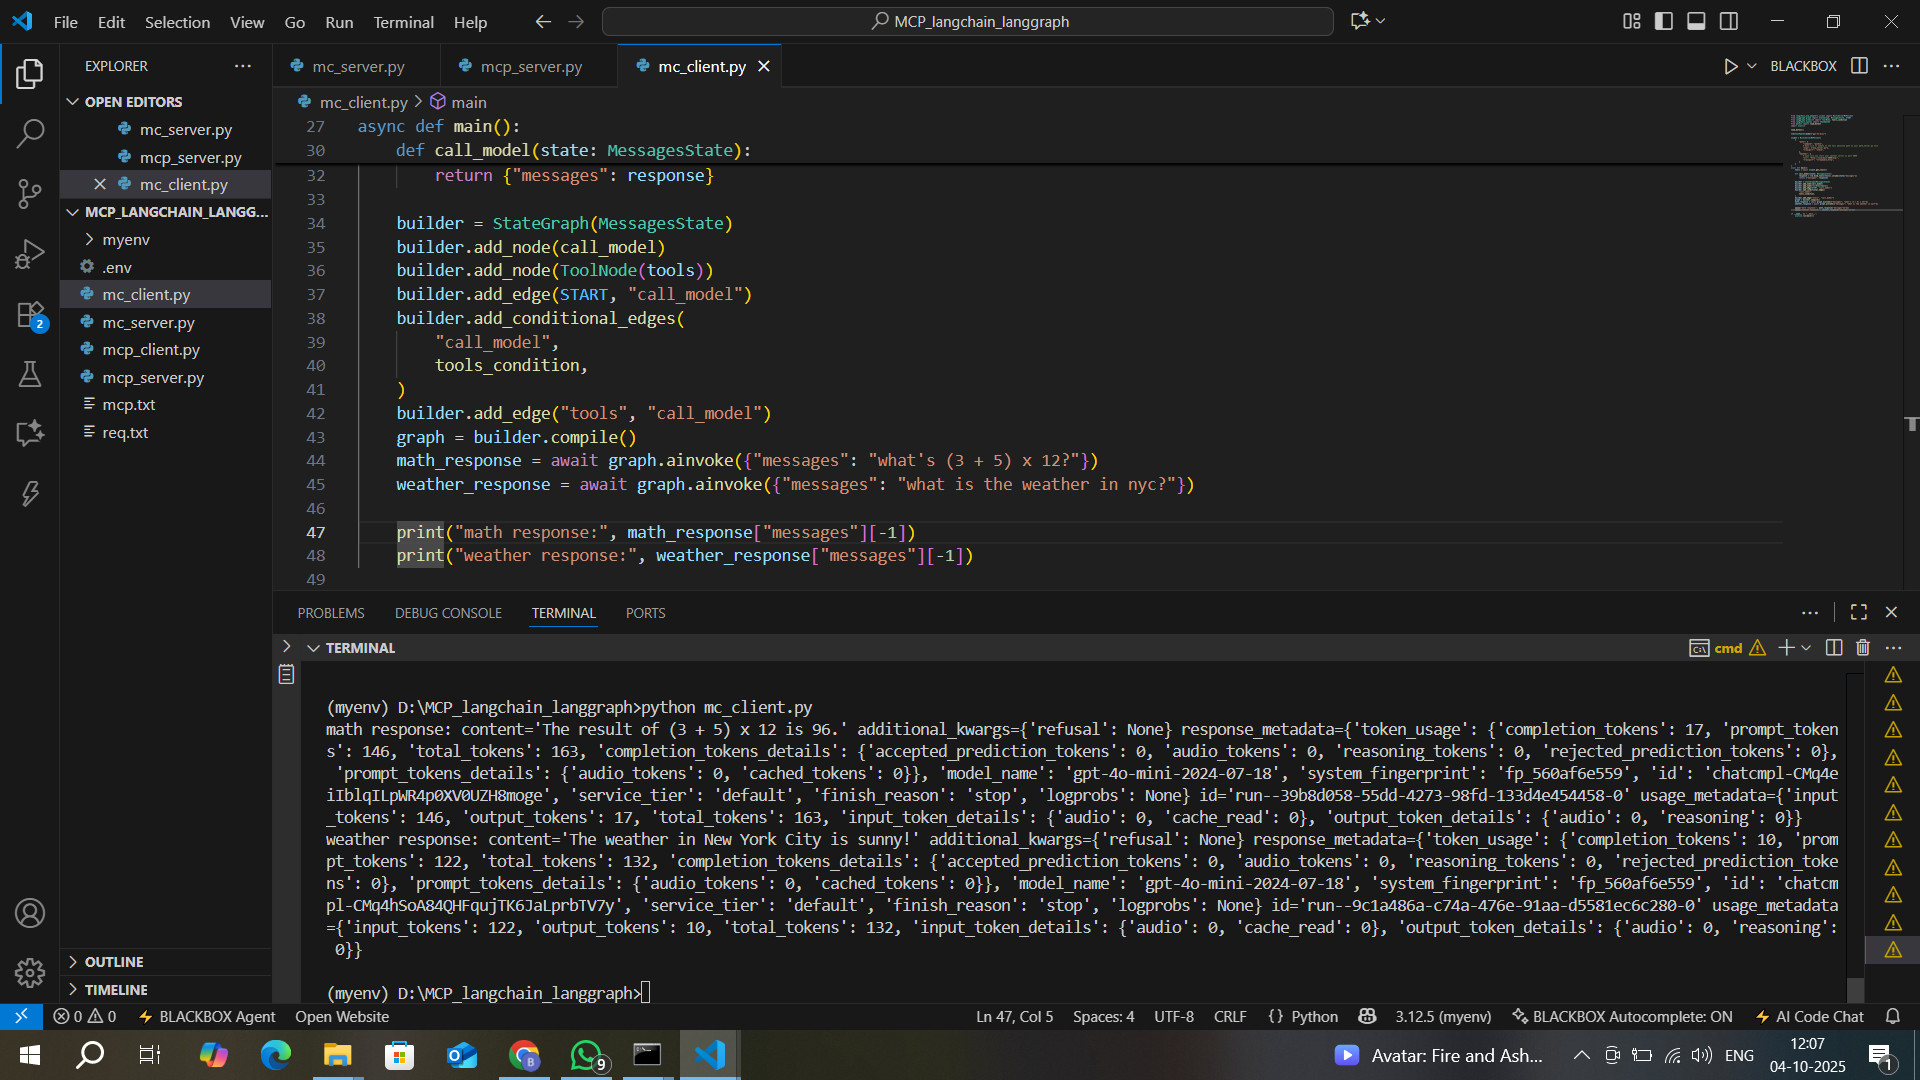 File Edit Selection View Go Run Terminal Help
MCP_langchain_langgraph
EXPLORER
OPEN EDITORS
mc_server.py
mcp_server.py
mc_client.py
MCP_LANGCHAIN_LANGG...
myenv
.env
mc_client.py
mc_server.py
mcp_client.py
mcp_server.py
mcp.txt
req.txt
2
OUTLINE
TIMELINE
mc_server.py mcp_server.py mc_client.py
BLACKBOX
mc_client.py > main
27 async def main():
30 def call_model(state: MessagesState):
32 return {"messages": response}
33
34 builder = StateGraph(MessagesState)
35 builder.add_node(call_model)
36 builder.add_node(ToolNode(tools))
37 builder.add_edge(START, "call_model")
38 builder.add_conditional_edges(
39 "call_model",
40 tools_condition,
41 )
42 builder.add_edge("tools", "call_model")
43 graph = builder.compile()
44 math_response = await graph.ainvoke({"messages": "what's (3 + 5) x 12?"})
45 weather_response = await graph.ainvoke({"messages": "what is the weather in nyc?"})
46
47 print("math response:", math_response["messages"][-1])
48 print("weather response:", weather_response["messages"][-1])
49
PROBLEMS DEBUG CONSOLE TERMINAL PORTS
TERMINAL
cmd
(myenv) D:\MCP_langchain_langgraph>python mc_client.py
math response: content='The result of (3 + 5) x 12 is 96.' additional_kwargs={'refusal': None} response_metadata={'token_usage': {'completion_tokens': 17, 'prompt_token
s': 146, 'total_tokens': 163, 'completion_tokens_details': {'accepted_prediction_tokens': 0, 'audio_tokens': 0, 'reasoning_tokens': 0, 'rejected_prediction_tokens': 0},
'prompt_tokens_details': {'audio_tokens': 0, 'cached_tokens': 0}}, 'model_name': 'gpt-4o-mini-2024-07-18', 'system_fingerprint': 'fp_560af6e559', 'id': 'chatcmpl-CMq4e
iIblqILpWR4p0XV0UZH8moge', 'service_tier': 'default', 'finish_reason': 'stop', 'logprobs': None} id='run--39b8d058-55dd-4273-98fd-133d4e454458-0' usage_metadata={'input
_tokens': 146, 'output_tokens': 17, 'total_tokens': 163, 'input_token_details': {'audio': 0, 'cache_read': 0}, 'output_token_details': {'audio': 0, 'reasoning': 0}}
weather response: content='The weather in New York City is sunny!' additional_kwargs={'refusal': None} response_metadata={'token_usage': {'completion_tokens': 10, 'prom
pt_tokens': 122, 'total_tokens': 132, 'completion_tokens_details': {'accepted_prediction_tokens': 0, 'audio_tokens': 0, 'reasoning_tokens': 0, 'rejected_prediction_toke
ns': 0}, 'prompt_tokens_details': {'audio_tokens': 0, 'cached_tokens': 0}}, 'model_name': 'gpt-4o-mini-2024-07-18', 'system_fingerprint': 'fp_560af6e559', 'id': 'chatcm
pl-CMq4hSoA84QHFqujTK6JaLprbTV7y', 'service_tier': 'default', 'finish_reason': 'stop', 'logprobs': None} id='run--9c1a486a-c74a-476e-91aa-d5581ec6c280-0' usage_metadata
={'input_tokens': 122, 'output_tokens': 10, 'total_tokens': 132, 'input_token_details': {'audio': 0, 'cache_read': 0}, 'output_token_details': {'audio': 0, 'reasoning':
0}}
(myenv) D:\MCP_langchain_langgraph>
0 0 BLACKBOX Agent Open Website Ln 47, Col 5 Spaces: 4 UTF-8 CRLF {} Python 3.12.5 (myenv) BLACKBOX Autocomplete: ON AI Code Chat
9 Avatar: Fire and Ash... ENG 12:07
04-10-2025 1